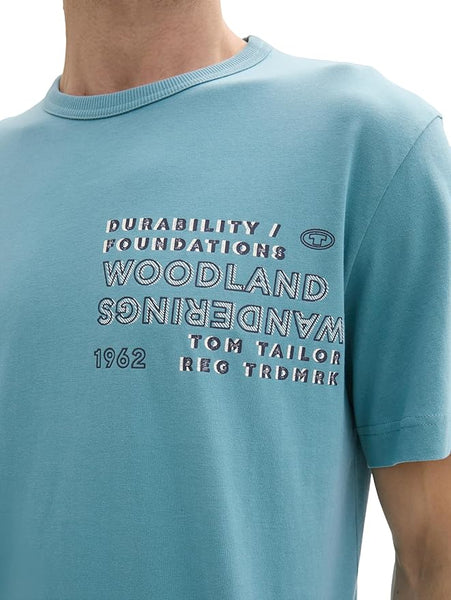 DURABILITY / 
FOUNDATIONS
WOODLAND
WANDERINGS
TOM TAILOR
1962 REG TRDMRK